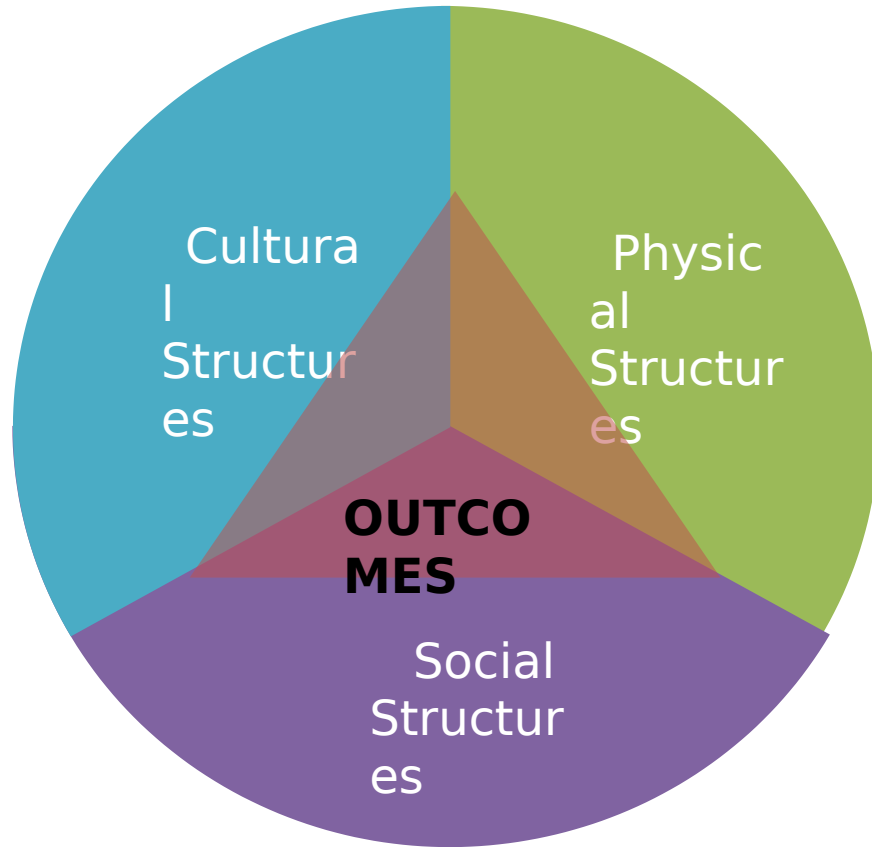 Cultura
l
Structur
es
Physic
al
Structur
es
OUTCO
MES
Social
Structur
es